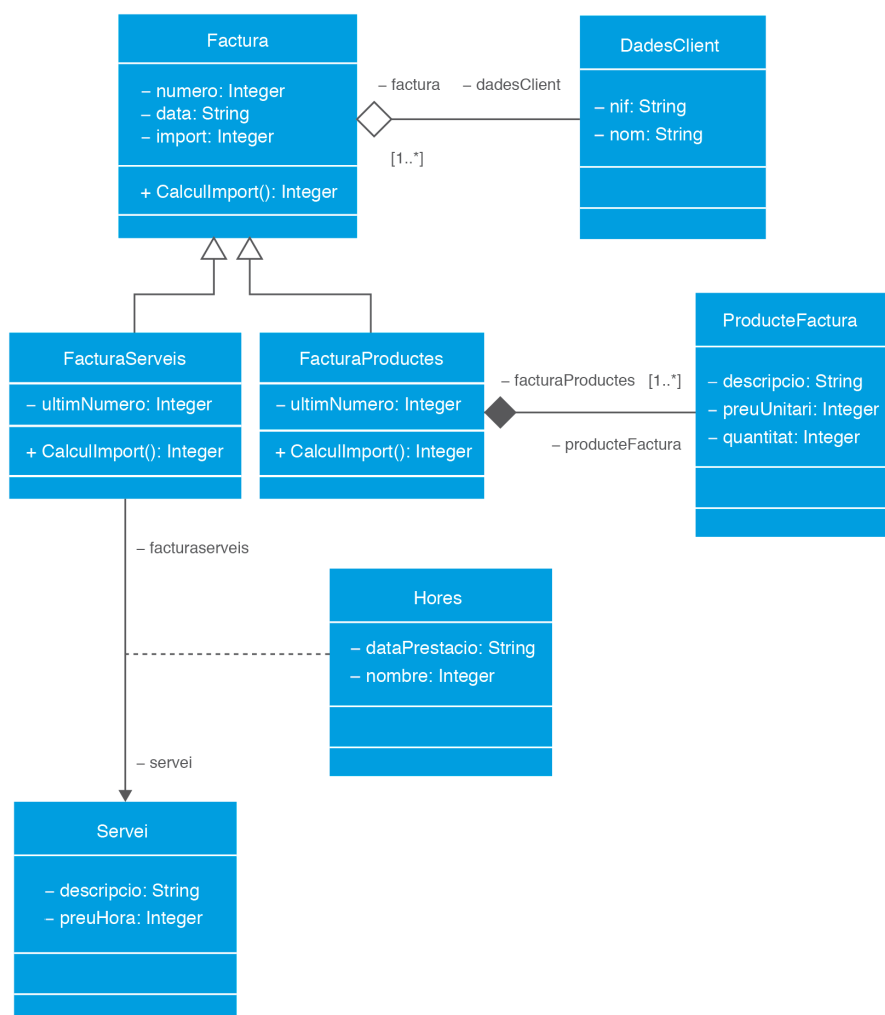 Factura
– numero: Integer
– data: String
– import: Integer
+ CalculImport(): Integer
– factura
– dadesClient
[1..*]
DadesClient
– nif: String
– nom: String
FacturaServeis
– ultimNumero: Integer
+ CalculImport(): Integer
FacturaProductes
– ultimNumero: Integer
+ CalculImport(): Integer
– facturaProductes
[1..*]
– producteFactura
ProducteFactura
– descripcio: String
– preuUnitari: Integer
– quantitat: Integer
– facturaserveis
Hores
– dataPrestacio: String
– nombre: Integer
– servei
Servei
– descripcio: String
– preuHora: Integer